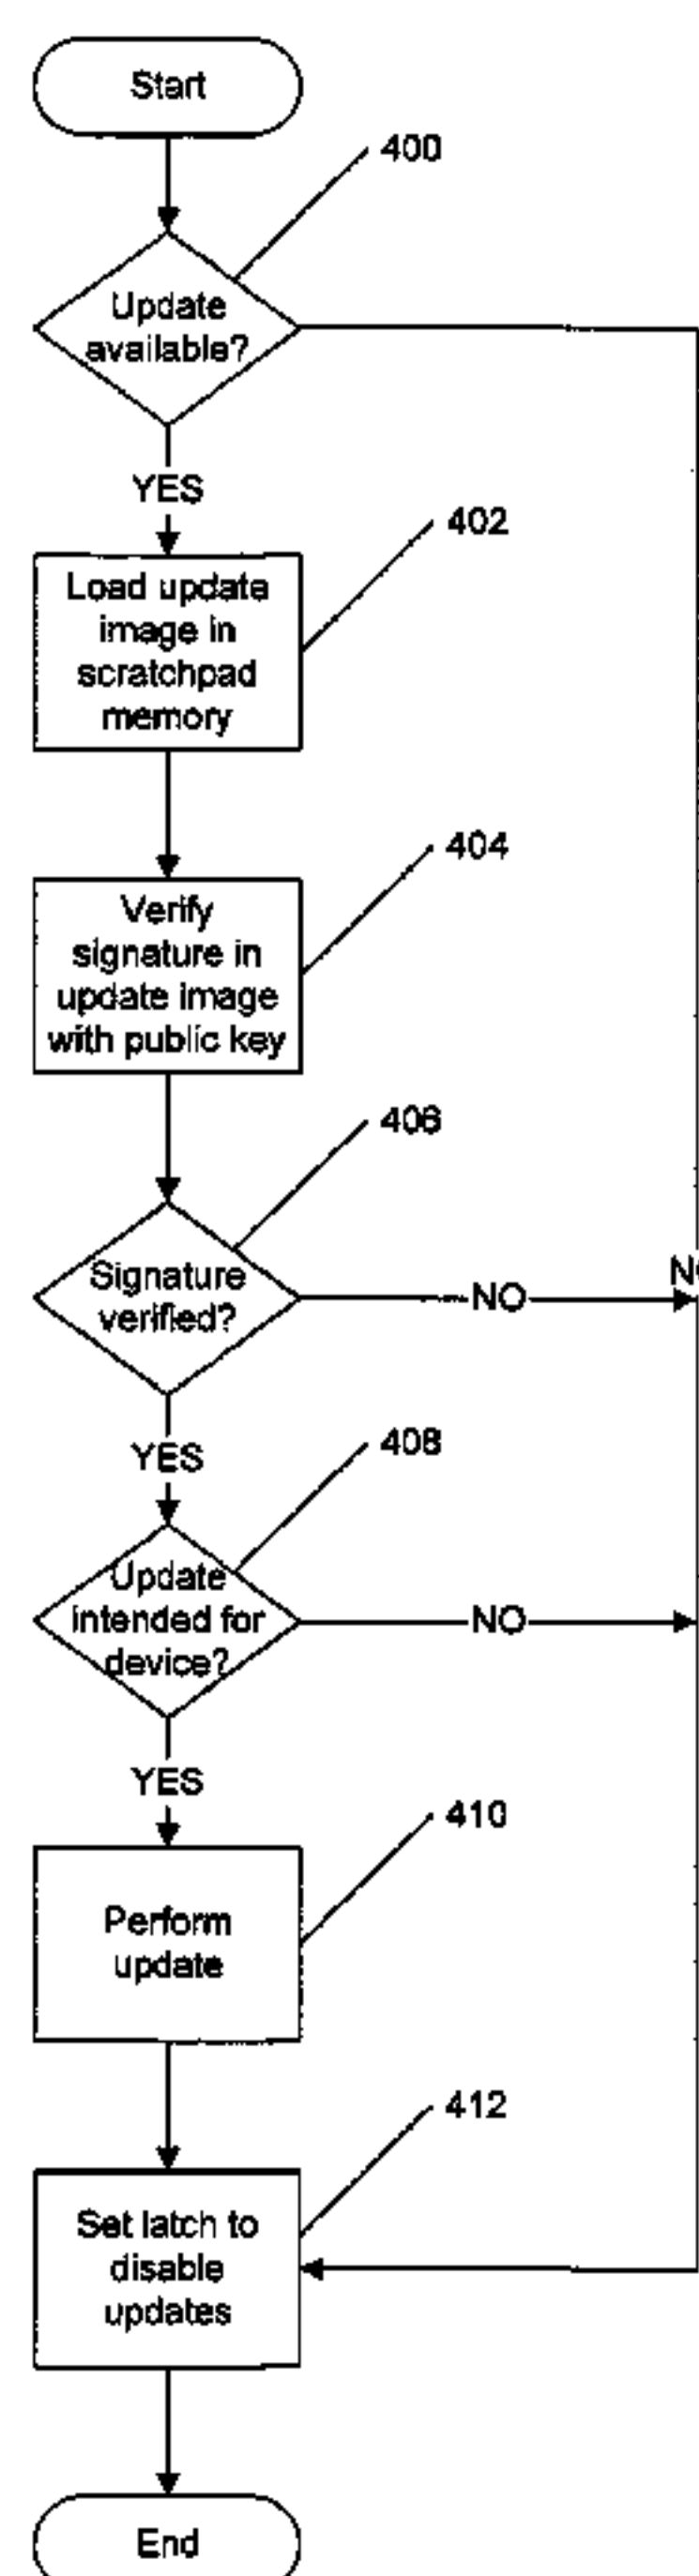 Start
400
Update
available?
YES
402
Load update
image in
scratchpad
memory
404
Verify
signature in
update image
with public key
406
Signature
verified?
NO
YES
408
Update
intended for
device?
NO
YES
410
Perform
update
412
Set latch to
disable
updates
End